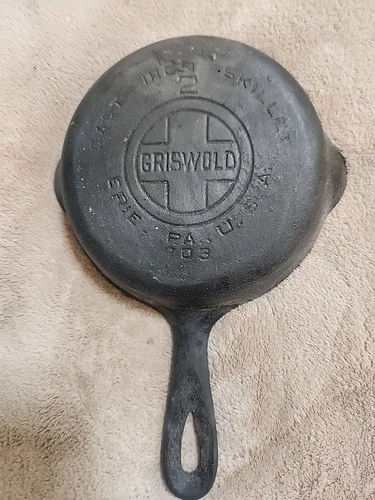 CAST IRON SKILLET
2
GRISWOLD
ERIE PA., U.S.A.
703